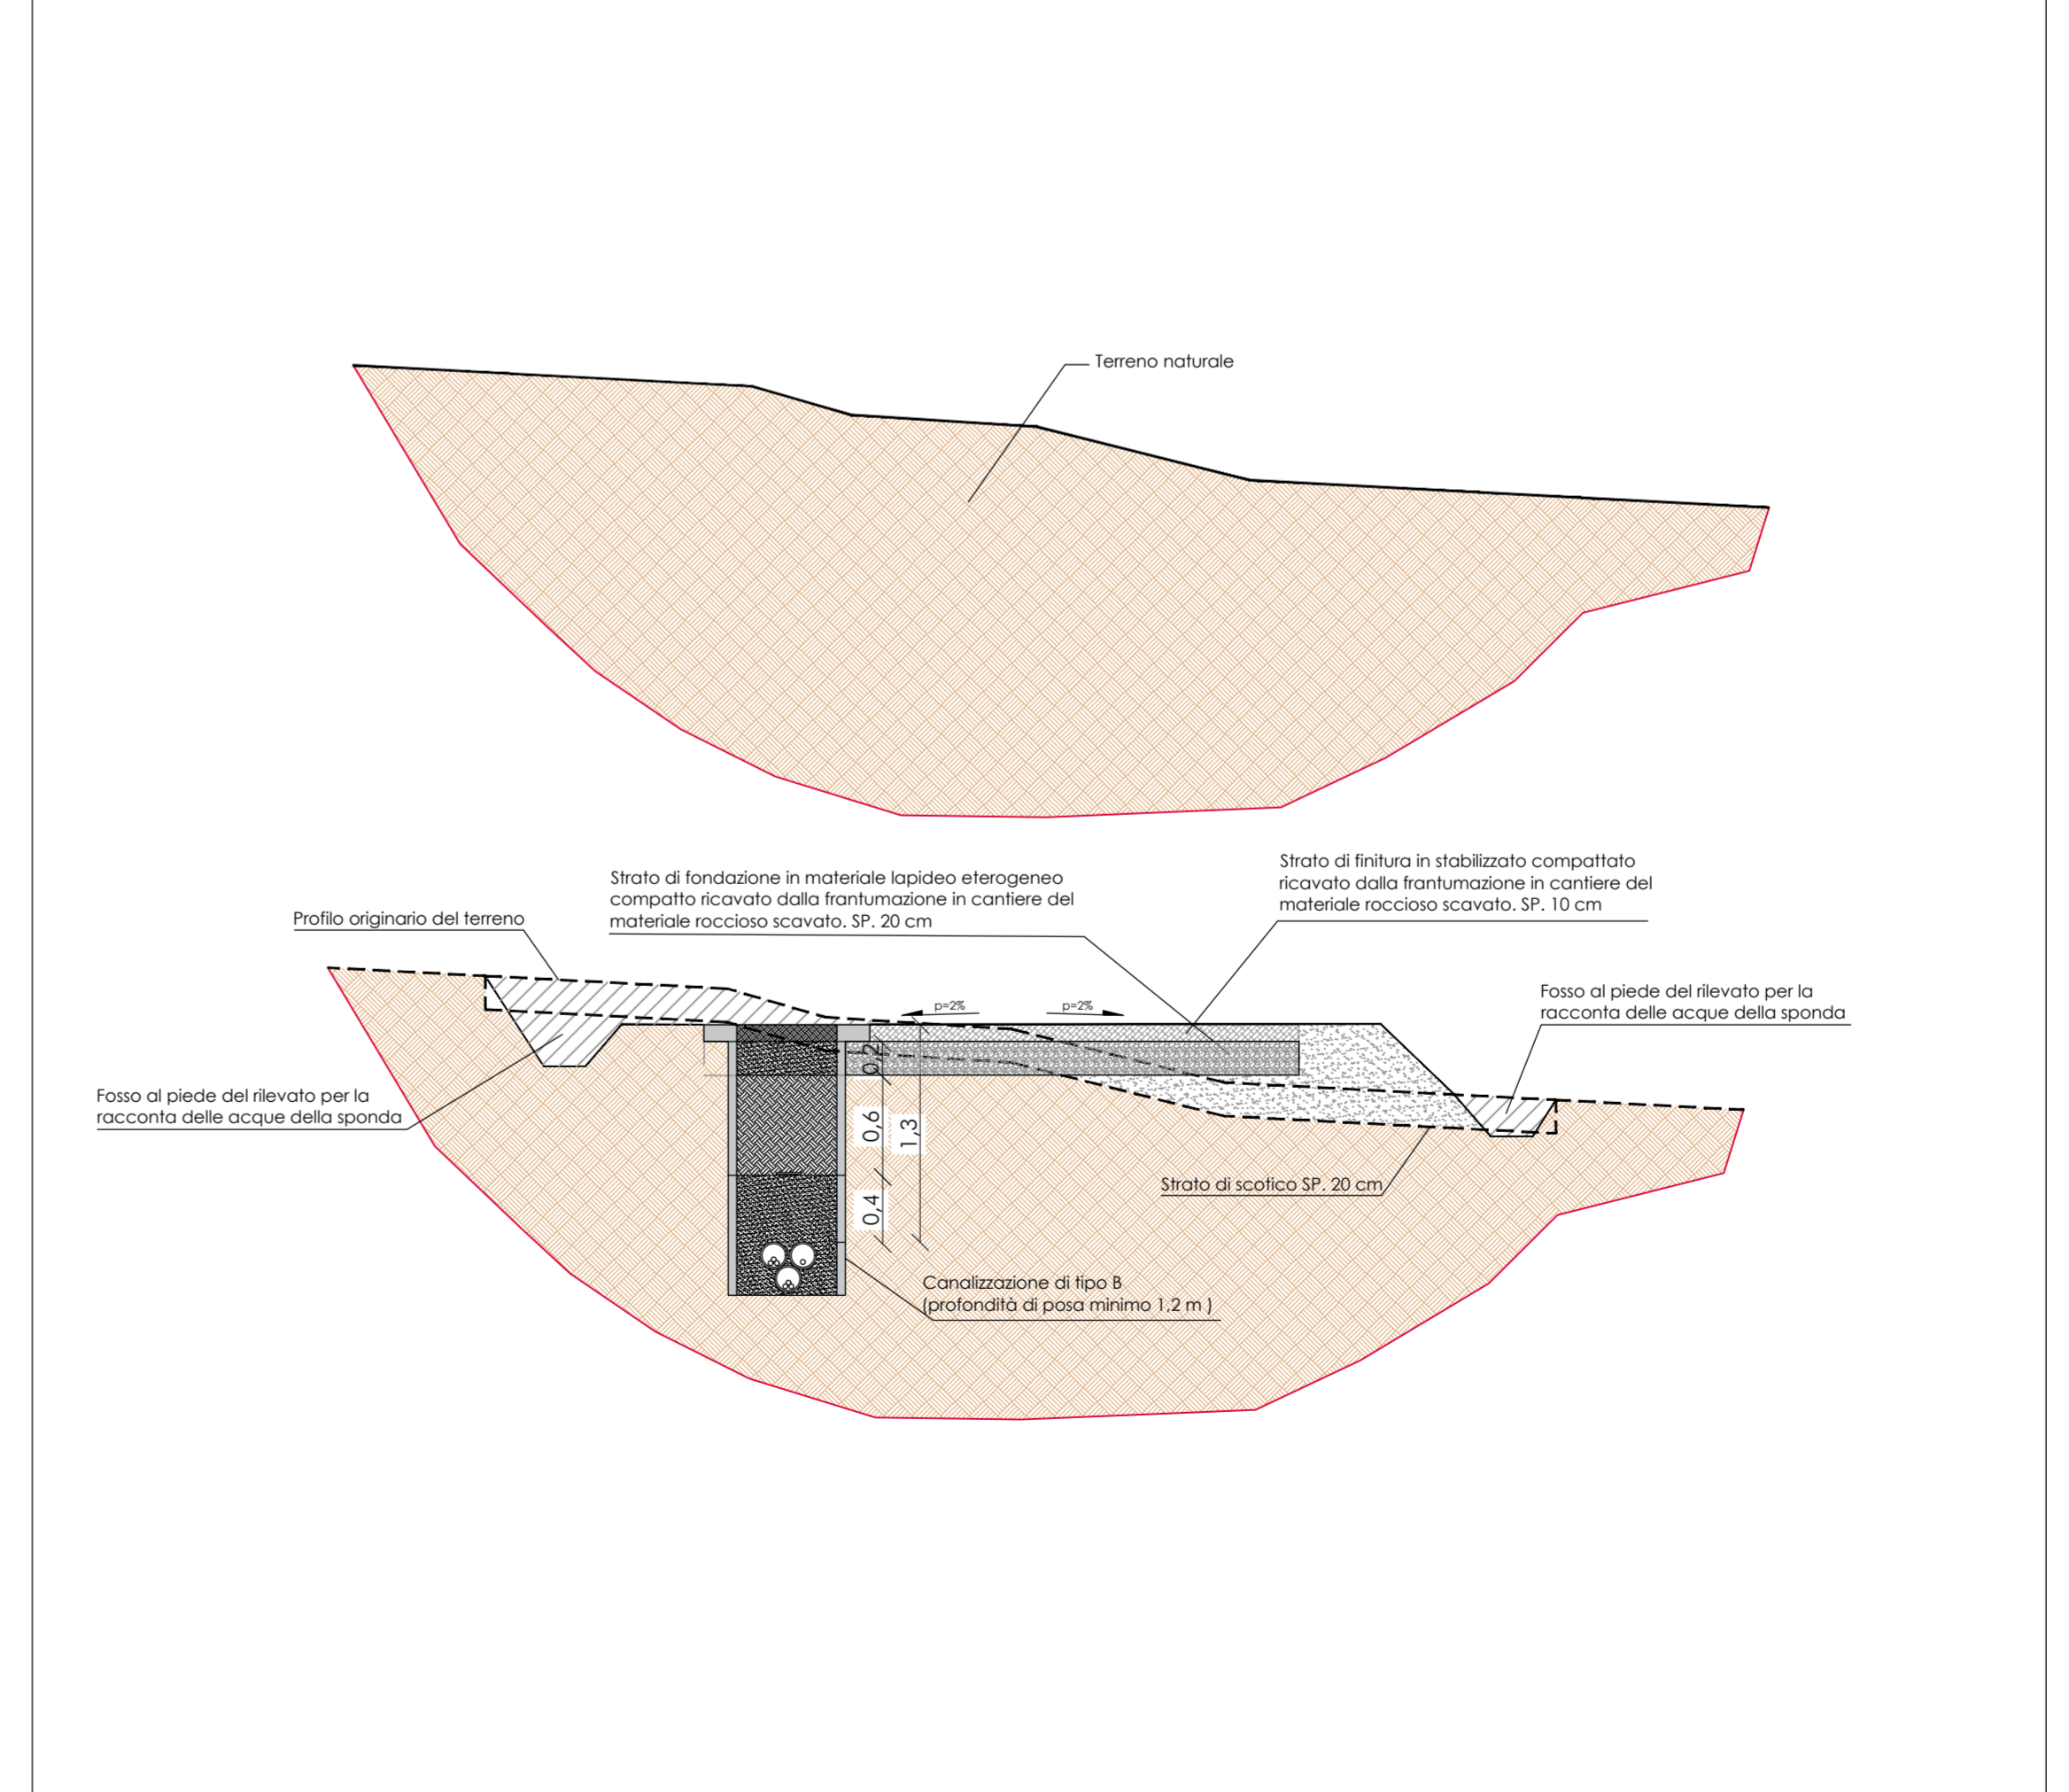 Terreno naturale
Strato di finitura in stabilizzato compattato
ricavato dalla frantumazione in cantiere del
materiale roccioso scavato. SP. 10 cm
Strato di fondazione in materiale lapideo eterogeneo
compatto ricavato dalla frantumazione in cantiere del
materiale roccioso scavato. SP. 20 cm
Profilo originario del terreno
Fosso al piede del rilevato per la
racconta delle acque della sponda
p=2%
p=2%
Fosso al piede del rilevato per la
racconta delle acque della sponda
0,2
0,6
1,3
0,4
Strato di scotico SP. 20 cm
Canalizzazione di tipo B
(profondità di posa minimo 1,2 m )